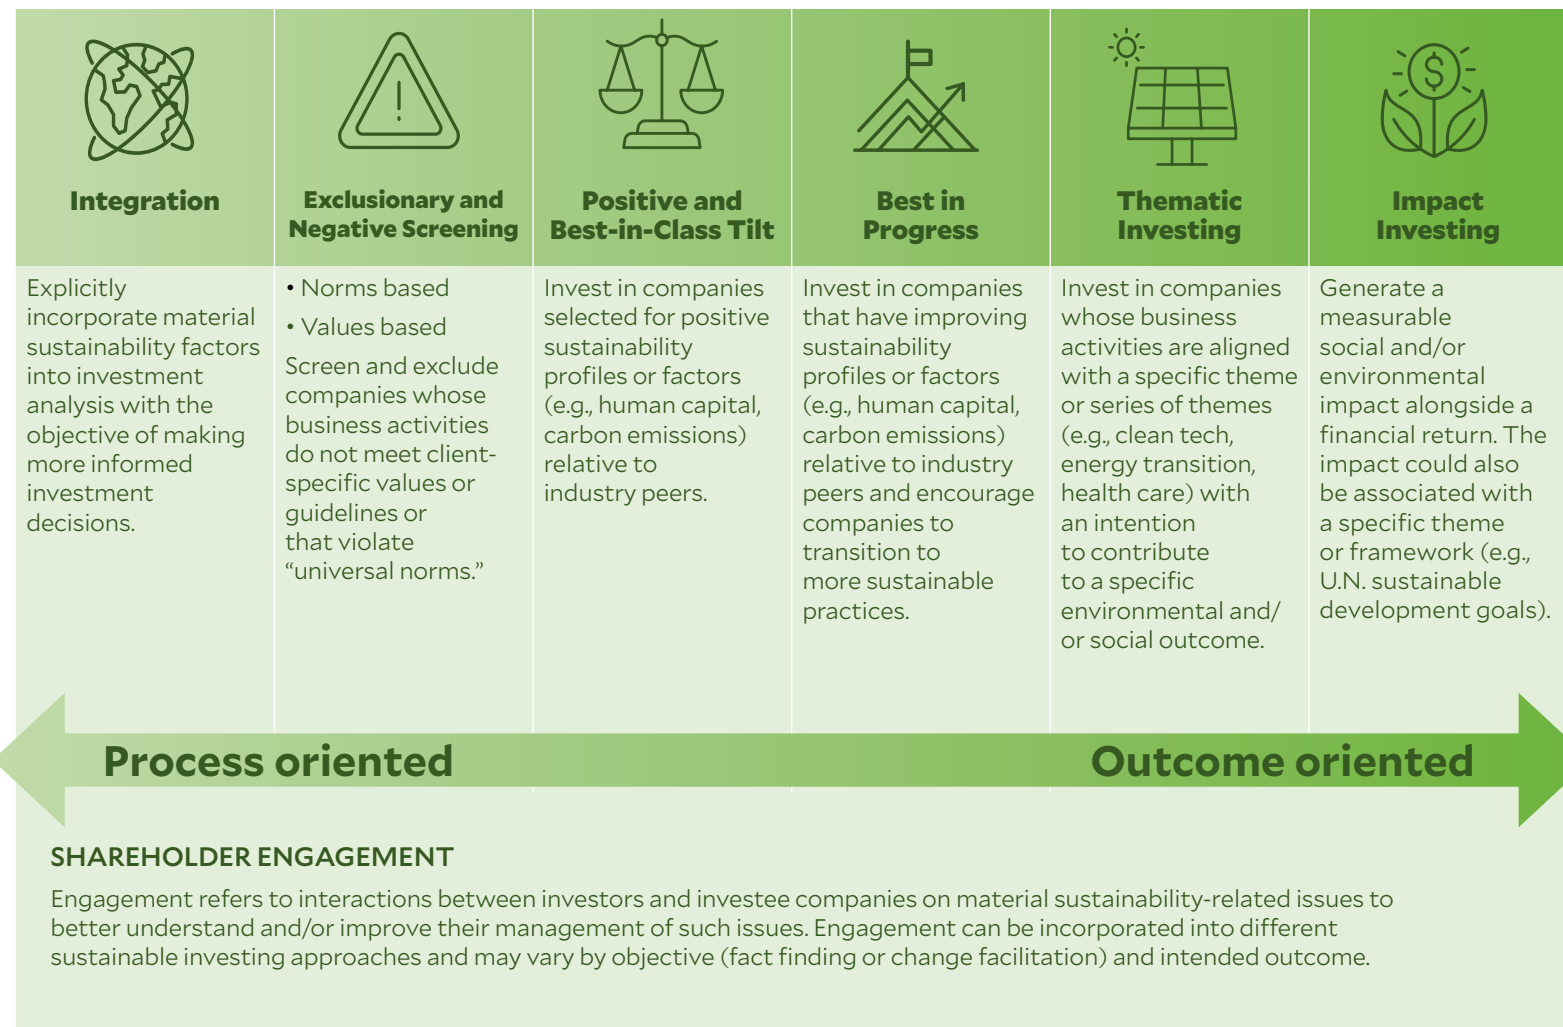 Integration
Explicitly
incorporate material
sustainability factors
into investment
analysis with the
objective of making
more informed
investment
decisions.
Exclusionary and
Negative Screening
• Norms based
• Values based
Screen and exclude
companies whose
business activities
do not meet client-
specific values or
guidelines or
that violate
“universal norms.”
Positive and
Best-in-Class Tilt
Invest in companies
selected for positive
sustainability
profiles or factors
(e.g., human capital,
carbon emissions)
relative to
industry peers.
Best in
Progress
Invest in companies
that have improving
sustainability
profiles or factors
(e.g., human capital,
carbon emissions)
relative to industry
peers and encourage
companies to
transition to
more sustainable
practices.
Thematic
Investing
Invest in companies
whose business
activities are aligned
with a specific theme
or series of themes
(e.g., clean tech,
energy transition,
health care) with
an intention
to contribute
to a specific
environmental and/
or social outcome.
$
Impact
Investing
Generate a
measurable
social and/or
environmental
impact alongside a
financial return. The
impact could also
be associated with
a specific theme
or framework (e.g.,
U.N. sustainable
development goals).
Process oriented
Outcome oriented
SHAREHOLDER ENGAGEMENT
Engagement refers to interactions between investors and investee companies on material sustainability-related issues to
better understand and/or improve their management of such issues. Engagement can be incorporated into different
sustainable investing approaches and may vary by objective (fact finding or change facilitation) and intended outcome.